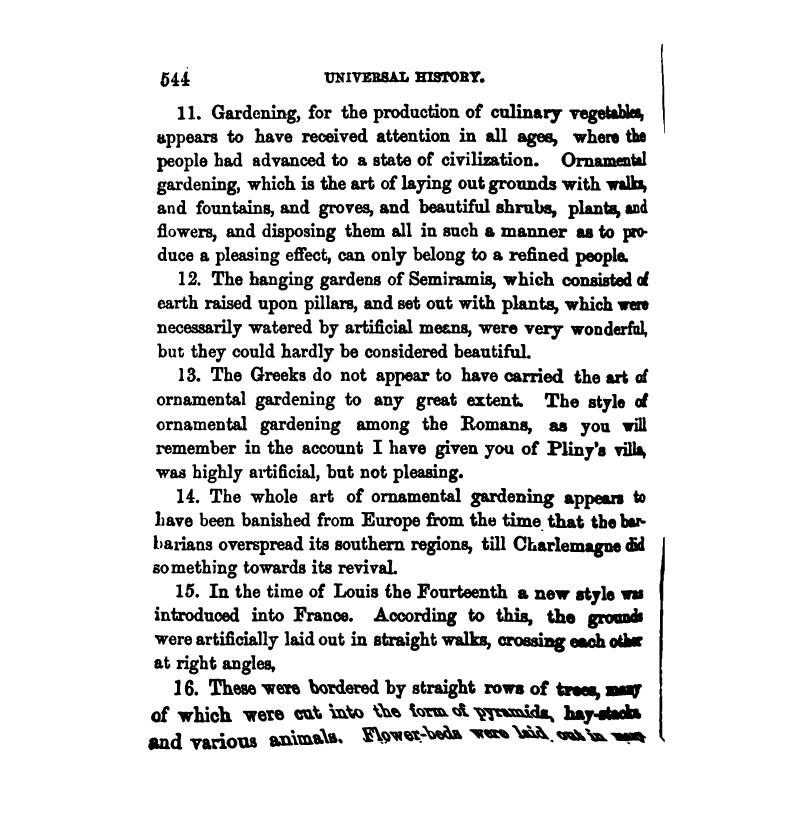 544 UNIVERSAL HISTORY.
11. Gardening, for the production of culinary vegetables,
appears to have received attention in all ages, where the
people had advanced to a state of civilization. Ornamental
gardening, which is the art of laying out grounds with walks,
and fountains, and groves, and beautiful shrubs, plants, and
flowers, and disposing them all in such a manner as to pro-
duce a pleasing effect, can only belong to a refined people.
12. The hanging gardens of Semiramis, which consisted of
earth raised upon pillars, and set out with plants, which were
necessarily watered by artificial means, were very wonderful,
but they could hardly be considered beautiful.
13. The Greeks do not appear to have carried the art of
ornamental gardening to any great extent. The style of
ornamental gardening among the Romans, as you will
remember in the account I have given you of Pliny's villa,
was highly artificial, but not pleasing.
14. The whole art of ornamental gardening appears to
have been banished from Europe from the time that the bar-
barians overspread its southern regions, till Charlemagne did
something towards its revival.
15. In the time of Louis the Fourteenth a new style was
introduced into France. According to this, the grounds
were artificially laid out in straight walks, crossing each other
at right angles,
16. These were bordered by straight rows of trees, many
of which were cut into the form of pyramids, hay-stacks
and various animals. Flower-beds were laid out in